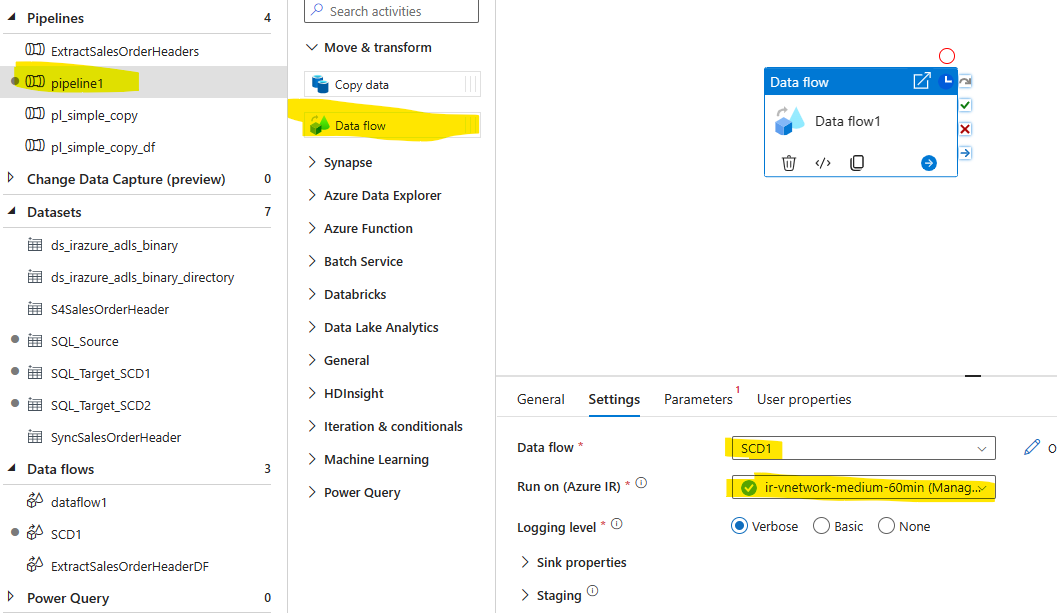 Pipelines 4
ExtractSalesOrderHeaders
pipeline1
pl_simple_copy
pl_simple_copy_df
Change Data Capture (preview) 0
Datasets 7
ds_irazure_adls_binary
ds_irazure_adls_binary_directory
S4SalesOrderHeader
SQL_Source
SQL_Target_SCD1
SQL_Target_SCD2
SyncSalesOrderHeader
Data flows 3
dataflow1
SCD1
ExtractSalesOrderHeaderDF
Power Query 0
Search activities
Move & transform
Copy data
Data flow
Synapse
Azure Data Explorer
Azure Function
Batch Service
Databricks
Data Lake Analytics
General
HDInsight
Iteration & conditionals
Machine Learning
Power Query
Data flow
Data flow1
General Settings Parameters 1 User properties
Data flow * SCD1 O
Run on (Azure IR) * ir-vnetwork-medium-60min (Manag...
Logging level * Verbose Basic None
Sink properties
Staging